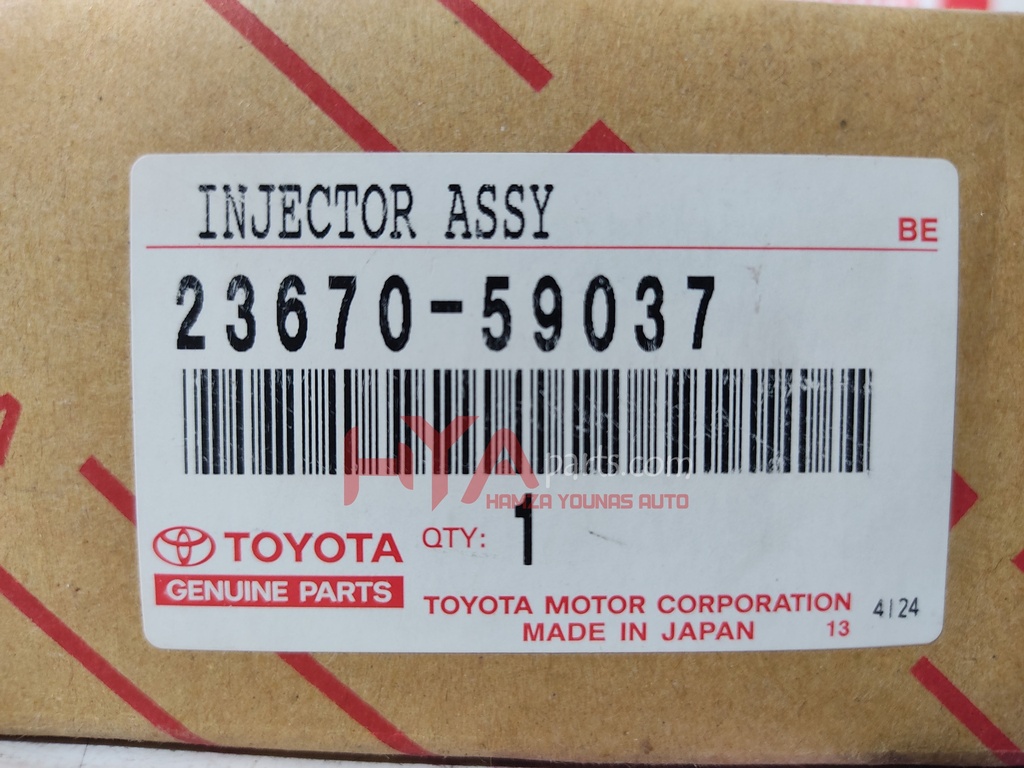 INJECTOR ASSY
BE
23670-59037
HYA parts.com
HAMZA YOUNAS AUTO
TOYOTA
QTY: 1
GENUINE PARTS
TOYOTA MOTOR CORPORATION
4124
MADE IN JAPAN 13